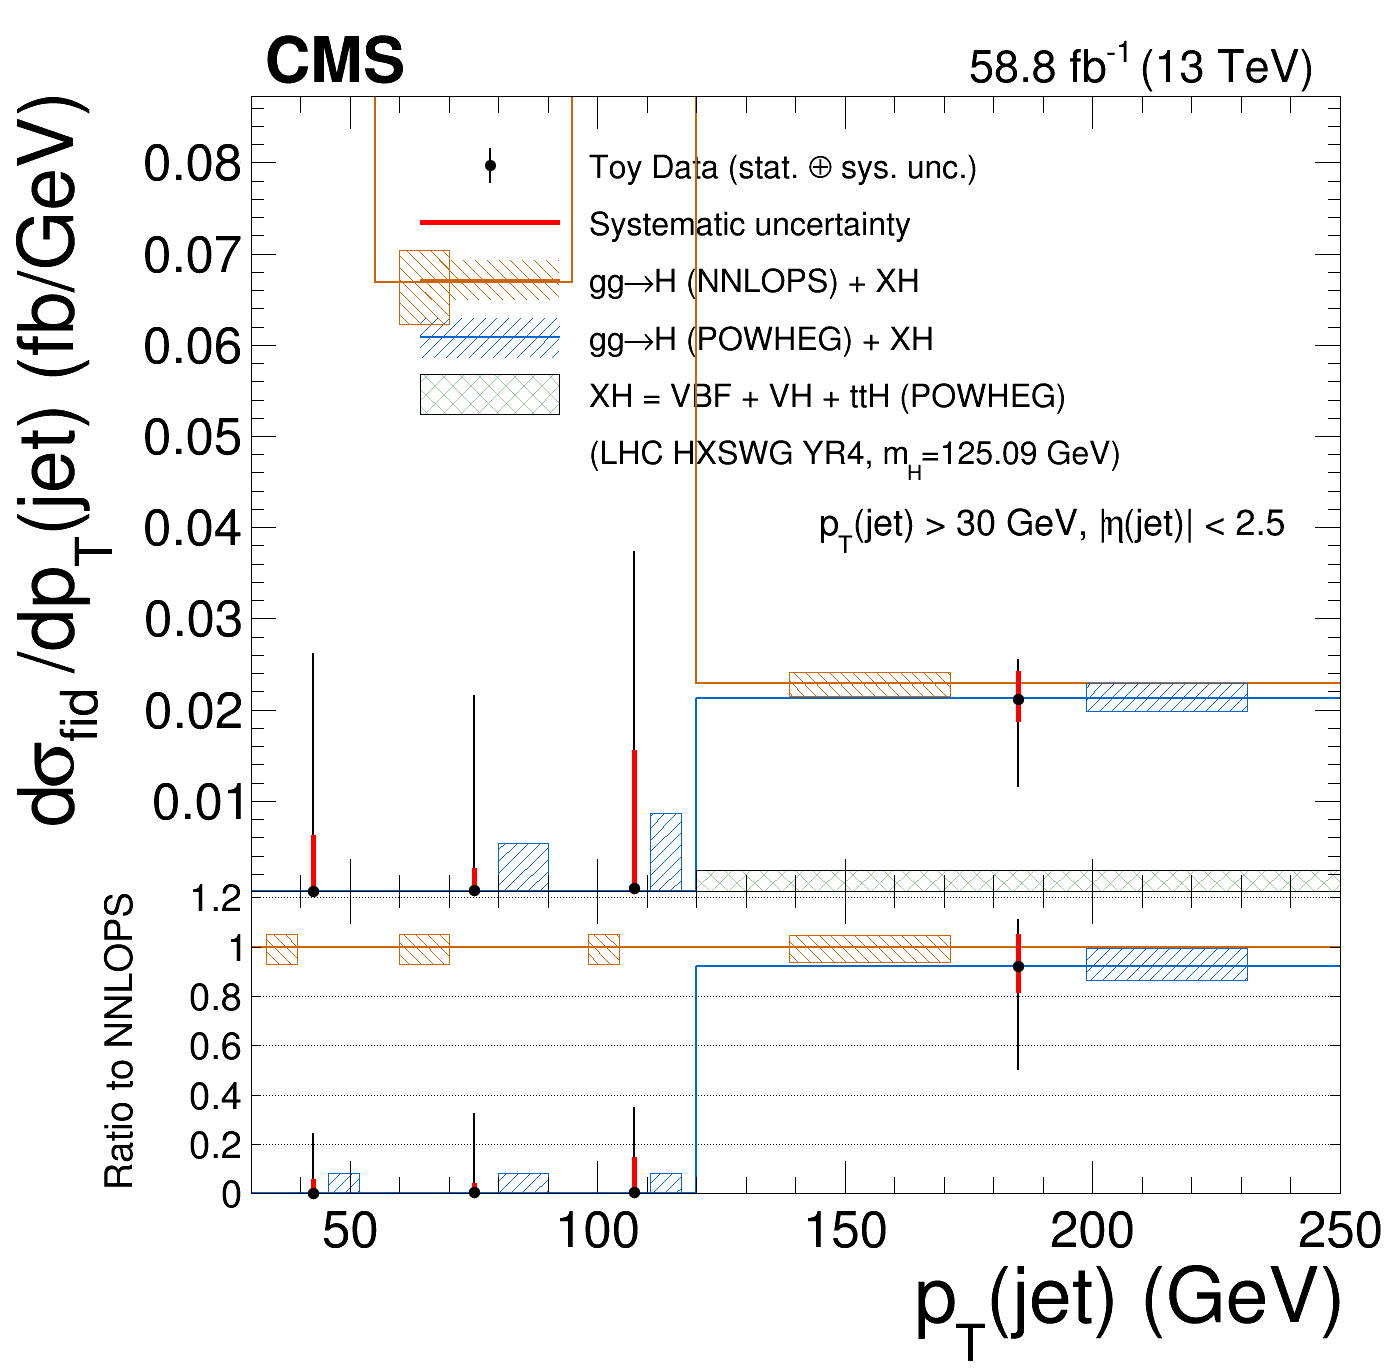 CMS
58.8 fb-1 (13 TeV)
dσfid/dpT(jet) (fb/GeV)
0.08
0.07
0.06
0.05
0.04
0.03
0.02
0.01
Toy Data (stat. ⊕ sys. unc.)
Systematic uncertainty
gg→H (NNLOPS) + XH
gg→H (POWHEG) + XH
XH = VBF + VH + ttH (POWHEG)
(LHC HXSWG YR4, mH=125.09 GeV)
pT(jet) > 30 GeV, |η(jet)| < 2.5
Ratio to NNLOPS
1.2
1
0.8
0.6
0.4
0.2
0
50 100 150 200 250
pT(jet) (GeV)